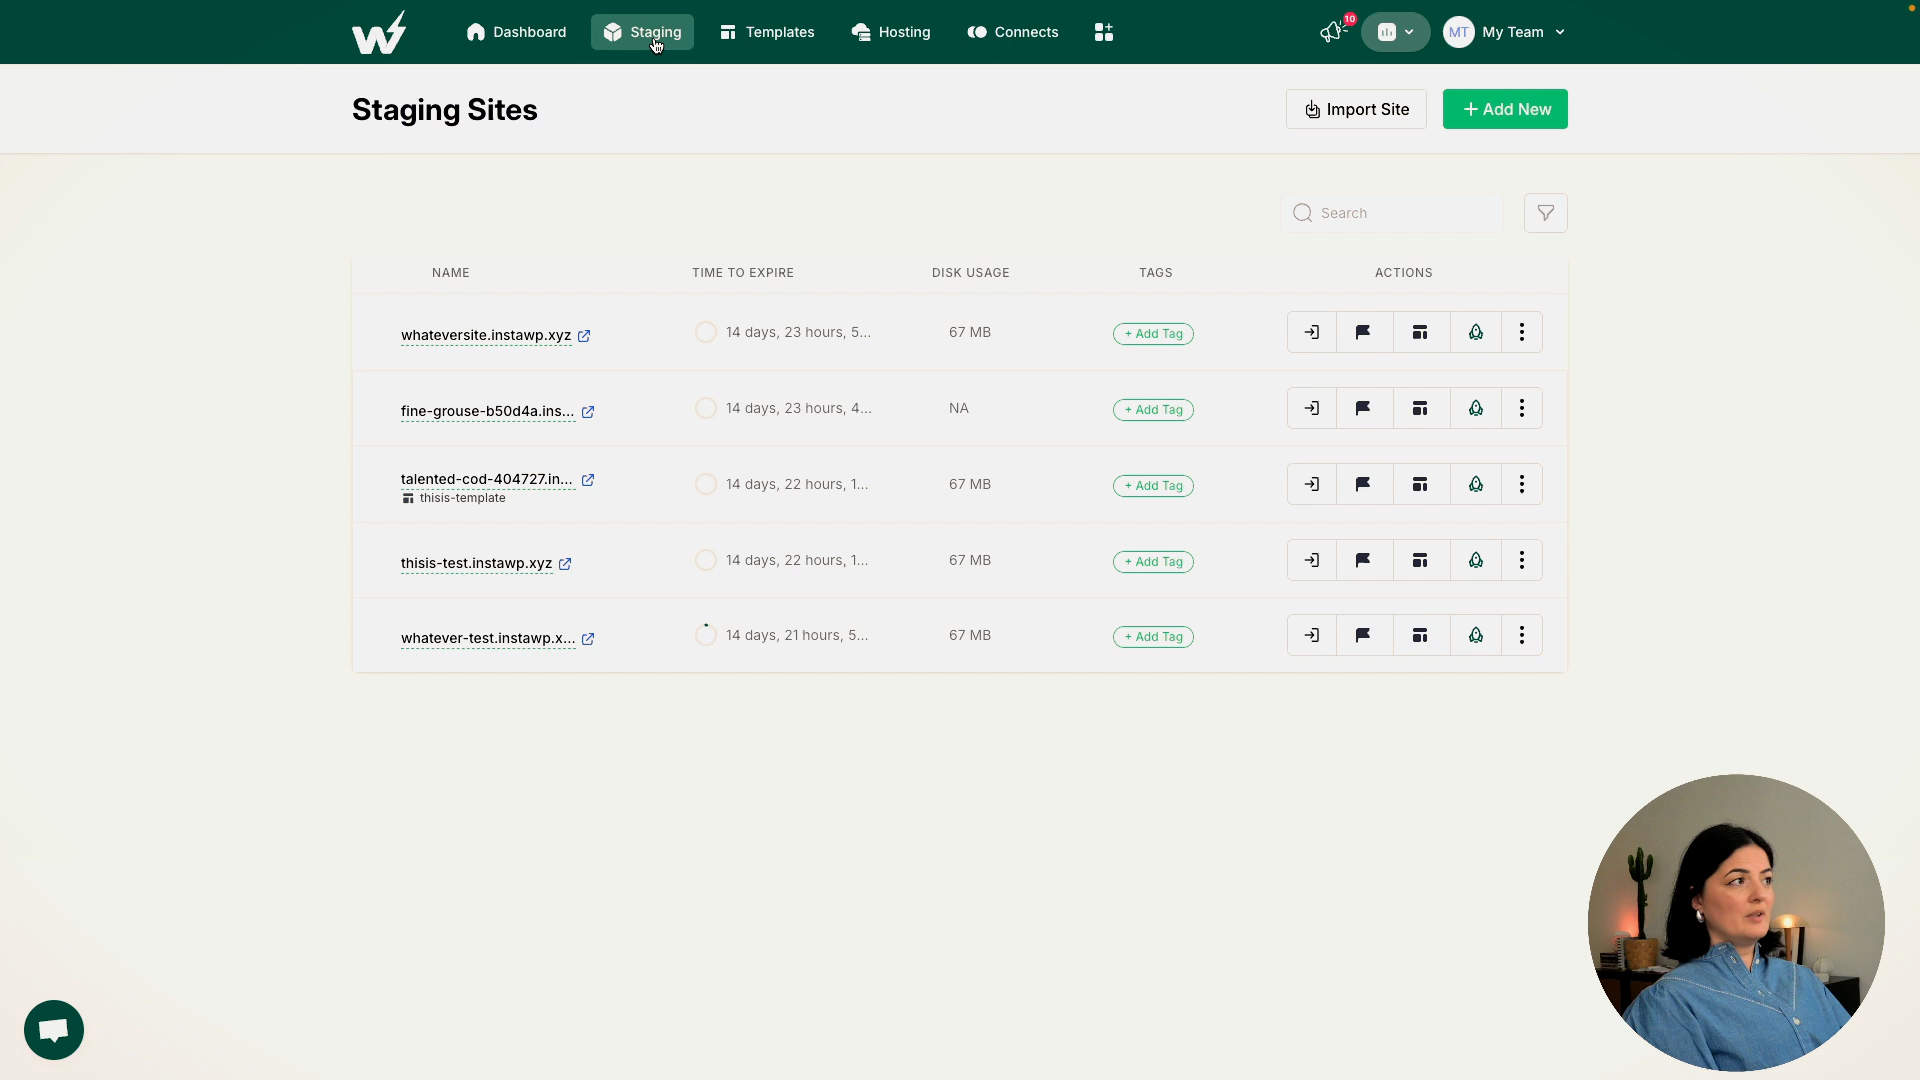 Dashboard
Staging
Templates
Hosting
Connects
10
MT
My Team
Staging Sites
Import Site
+ Add New
Search
NAME
TIME TO EXPIRE
DISK USAGE
TAGS
ACTIONS
whateversite.instawp.xyz
14 days, 23 hours, 5...
67 MB
+ Add Tag
fine-grouse-b50d4a.ins...
14 days, 23 hours, 4...
NA
+ Add Tag
talented-cod-404727.in...
thisis-template
14 days, 22 hours, 1...
67 MB
+ Add Tag
thisis-test.instawp.xyz
14 days, 22 hours, 1...
67 MB
+ Add Tag
whatever-test.instawp.x...
14 days, 21 hours, 5...
67 MB
+ Add Tag